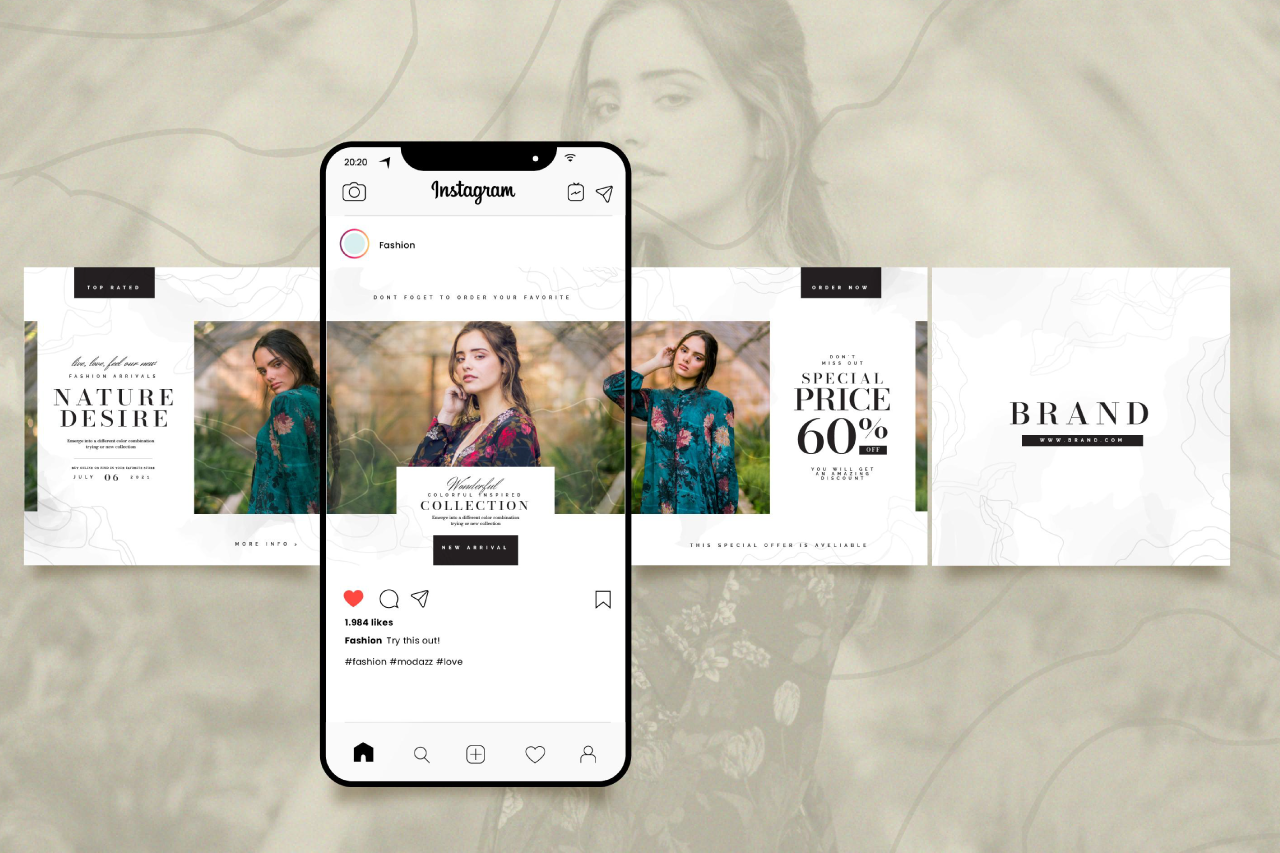 20:20
Instagram
Fashion
TOP RATED
live, love, feel our new
FASHION ARRIVALS
NATURE
DESIRE
Emerge into a different color combination
trying or new collection
JULY 06 2021
MORE INFO >
DONT FOGET TO ORDER YOUR FAVORITE
Wonderful
COLORFUL INSPIRED
COLLECTION
Emerge into a different color combination
trying or new collection
NEW ARRIVAL
1.984 likes
Fashion Try this out!
#fashion #modazz #love
ORDER NOW
DON'T
MISS OUT
SPECIAL
PRICE
60%
OFF
YOU WILL GET
AN AMAZING
DISCOUNT
THIS SPECIAL OFFER IS AVELIABLE
BRAND
WWW.BRAND.COM